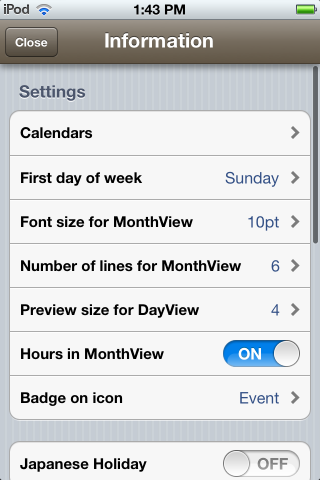 iPod 1:43 PM
Close Information
Settings
Calendars
First day of week Sunday
Font size for MonthView 10pt
Number of lines for MonthView 6
Preview size for DayView 4
Hours in MonthView ON
Badge on icon Event
Japanese Holiday OFF